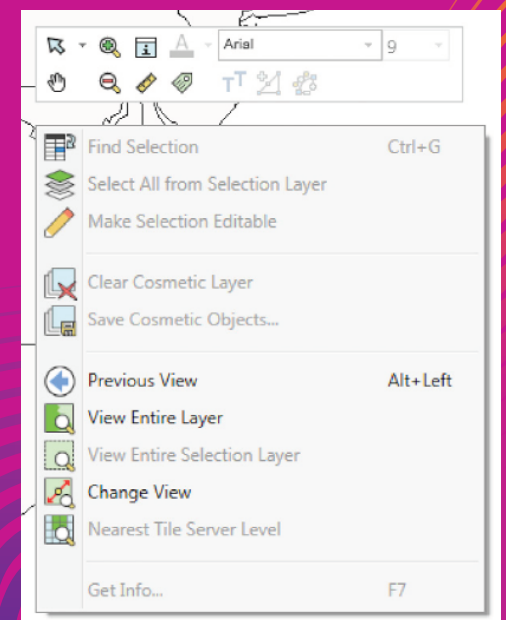 A Arial 9
TT
Find Selection Ctrl+G
Select All from Selection Layer
Make Selection Editable
Clear Cosmetic Layer
Save Cosmetic Objects...
Previous View Alt+Left
View Entire Layer
View Entire Selection Layer
Change View
Nearest Tile Server Level
Get Info... F7